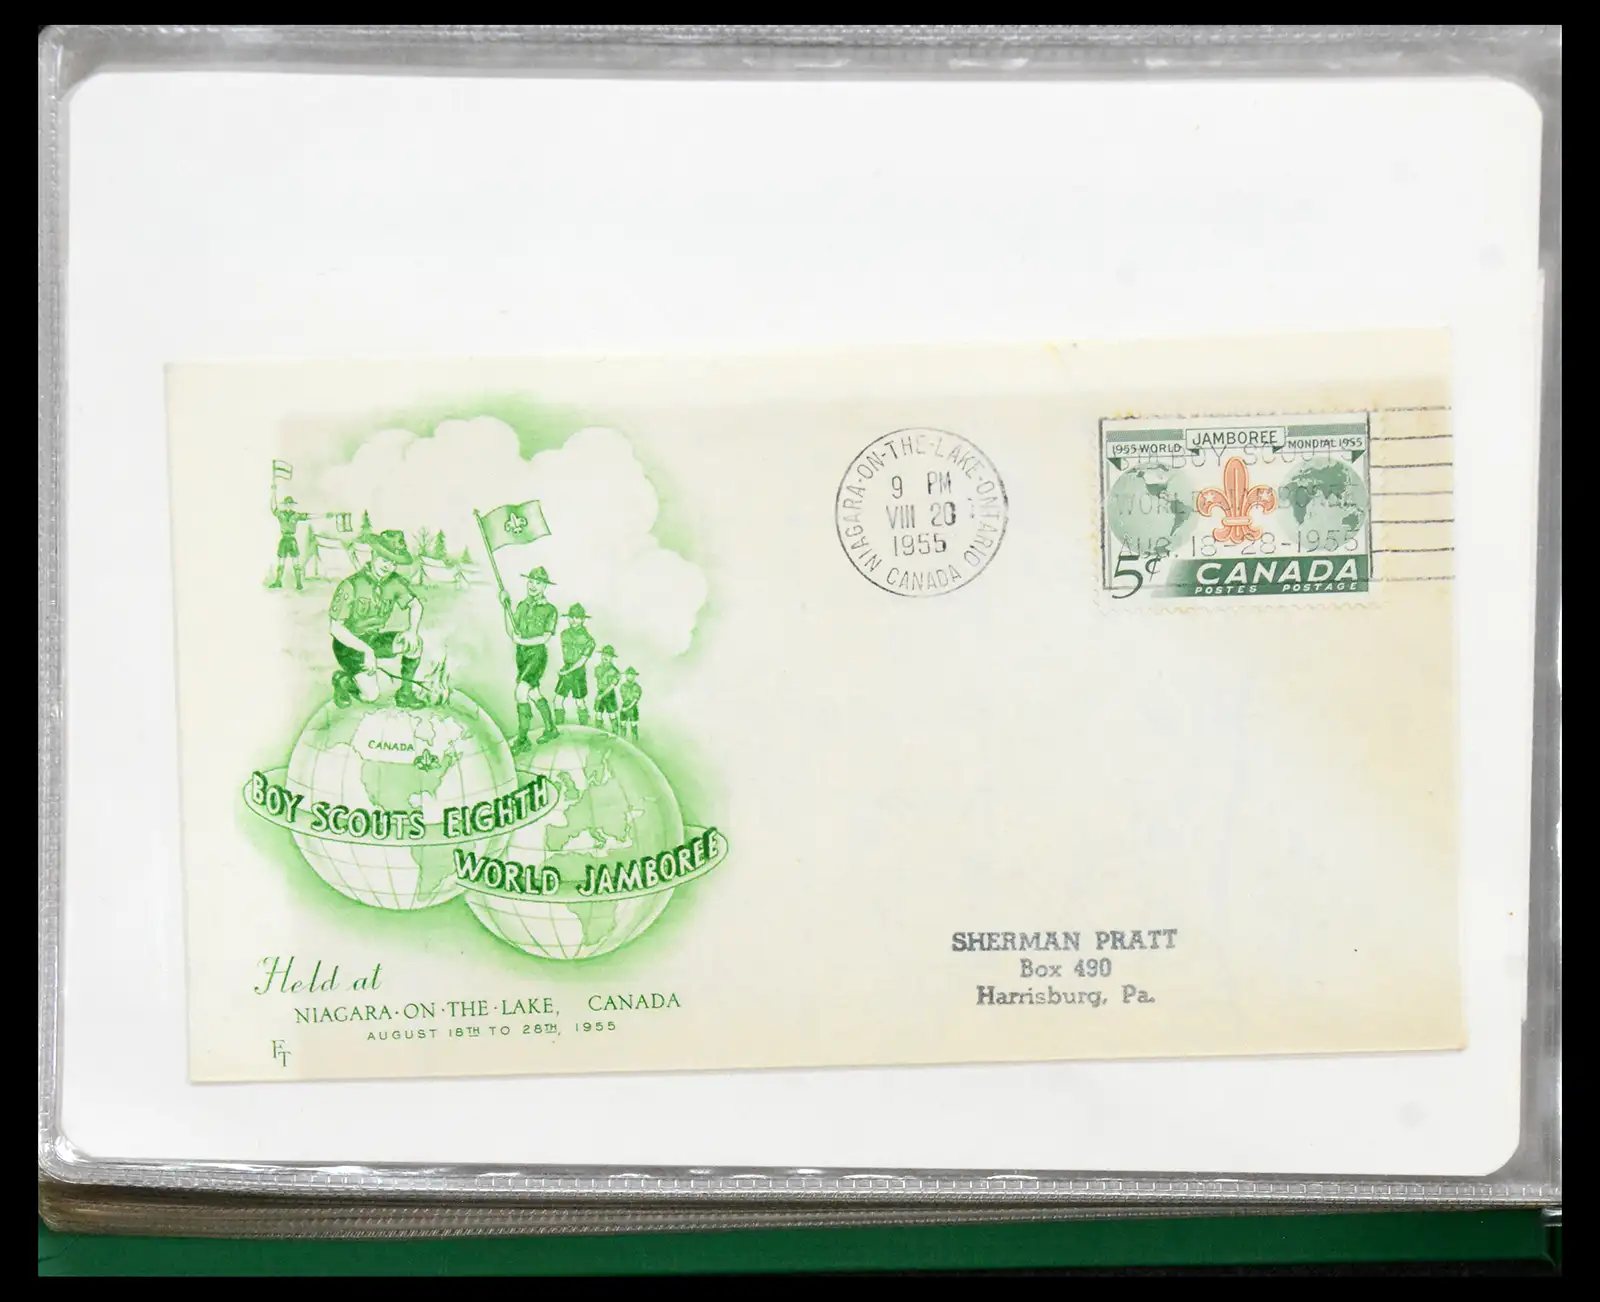 NIAGARA-ON-THE-LAKE-ONTARIO
9 PM
VIII 20
1955
CANADA
1955 WORLD JAMBOREE MONDIAL 1955
8TH BOY SCOUTS
WORLD JAMBOREE
AUG. 18-28-1955
5¢ CANADA
POSTES POSTAGE
CANADA
BOY SCOUTS EIGHTH
WORLD JAMBOREE
Held at
NIAGARA·ON·THE·LAKE, CANADA
AUGUST 18TH TO 28TH, 1955
FT
SHERMAN PRATT
Box 490
Harrisburg, Pa.